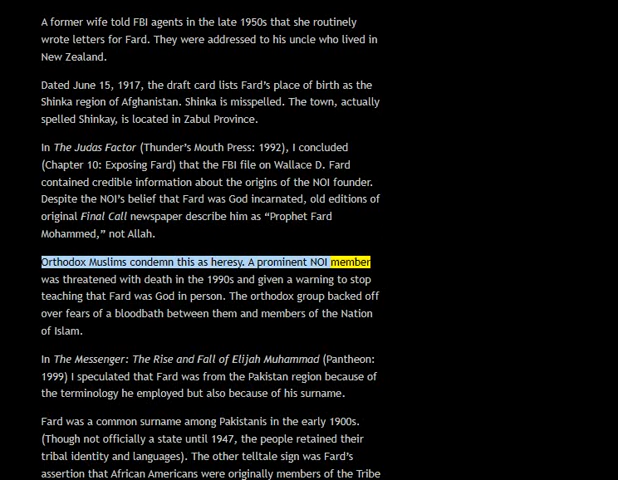 A former wife told FBI agents in the late 1950s that she routinely
wrote letters for Fard. They were addressed to his uncle who lived in
New Zealand.
Dated June 15, 1917, the draft card lists Fard’s place of birth as the
Shinka region of Afghanistan. Shinka is misspelled. The town, actually
spelled Shinkay, is located in Zabul Province.
In The Judas Factor (Thunder’s Mouth Press: 1992), I concluded
(Chapter 10: Exposing Fard) that the FBI file on Wallace D. Fard
contained credible information about the origins of the NOI founder.
Despite the NOI’s belief that Fard was God incarnated, old editions of
original Final Call newspaper describe him as “Prophet Fard
Mohammed,” not Allah.
Orthodox Muslims condemn this as heresy. A prominent NOI member
was threatened with death in the 1990s and given a warning to stop
teaching that Fard was God in person. The orthodox group backed off
over fears of a bloodbath between them and members of the Nation
of Islam.
In The Messenger: The Rise and Fall of Elijah Muhammad (Pantheon:
1999) I speculated that Fard was from the Pakistan region because of
the terminology he employed but also because of his surname.
Fard was a common surname among Pakistanis in the early 1900s.
(Though not officially a state until 1947, the people retained their
tribal identity and languages). The other telltale sign was Fard’s
assertion that African Americans were originally members of the Tribe